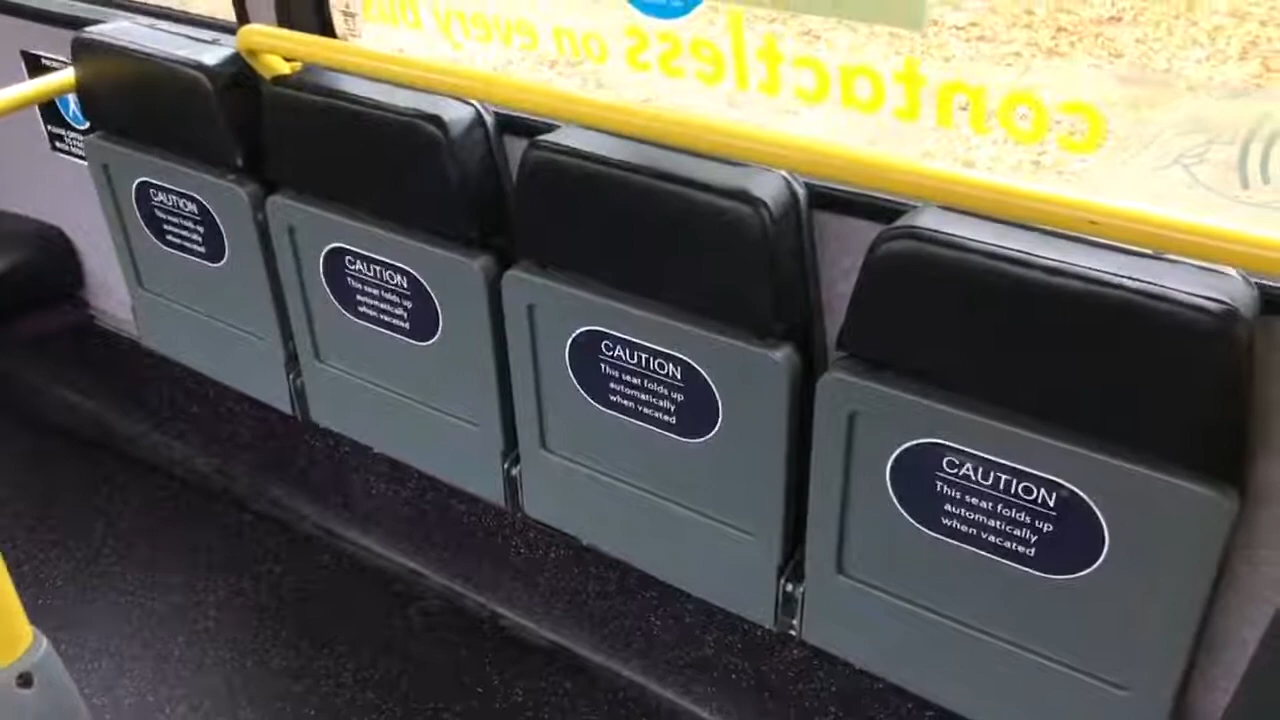 contactless on every bus
CAUTION
This seat folds up
automatically
when vacated
CAUTION
This seat folds up
automatically
when vacated
CAUTION
This seat folds up
automatically
when vacated
CAUTION
This seat folds up
automatically
when vacated